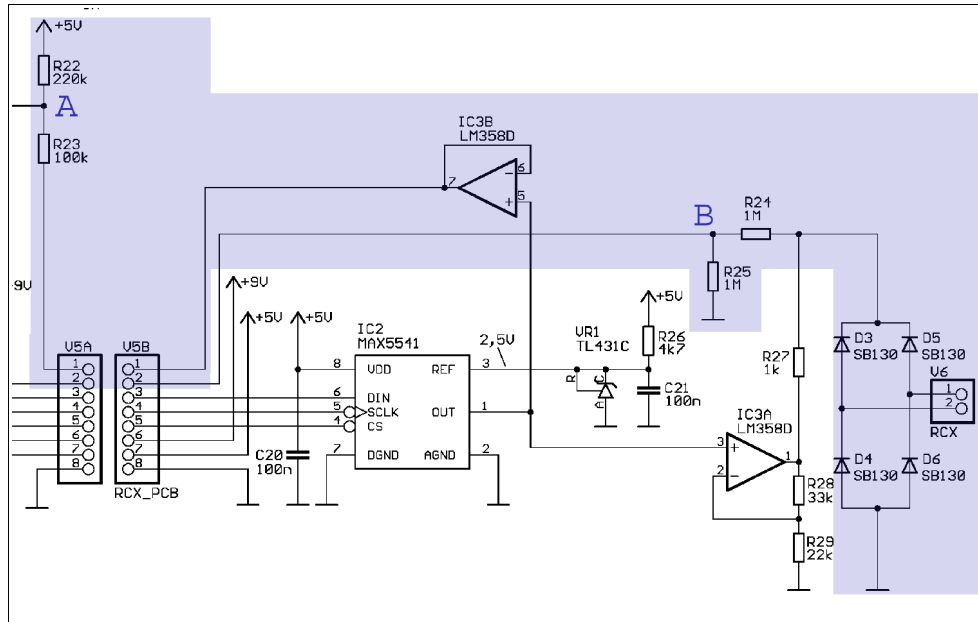 +5V
R22
220k
A
R23
100k
IC3B
LM358D
7
6
5
−
+
B
R24
1M
R25
1M
9V
+9V
+5V
+5V
+5V
IC2
MAX5541
2,5V
VR1
TL431C
R26
4k7
R
C
A
C21
100n
V5A
1
2
3
4
5
6
7
8
V5B
1
2
3
4
5
6
7
8
RCX_PCB
C20
100n
8
6
5
4
7
VDD
DIN
SCLK
CS
DGND
REF
OUT
AGND
3
1
2
IC3A
LM358D
3
2
1
+
−
R27
1k
R28
33k
R29
22k
D3
SB130
D5
SB130
D4
SB130
D6
SB130
V6
1
2
RCX